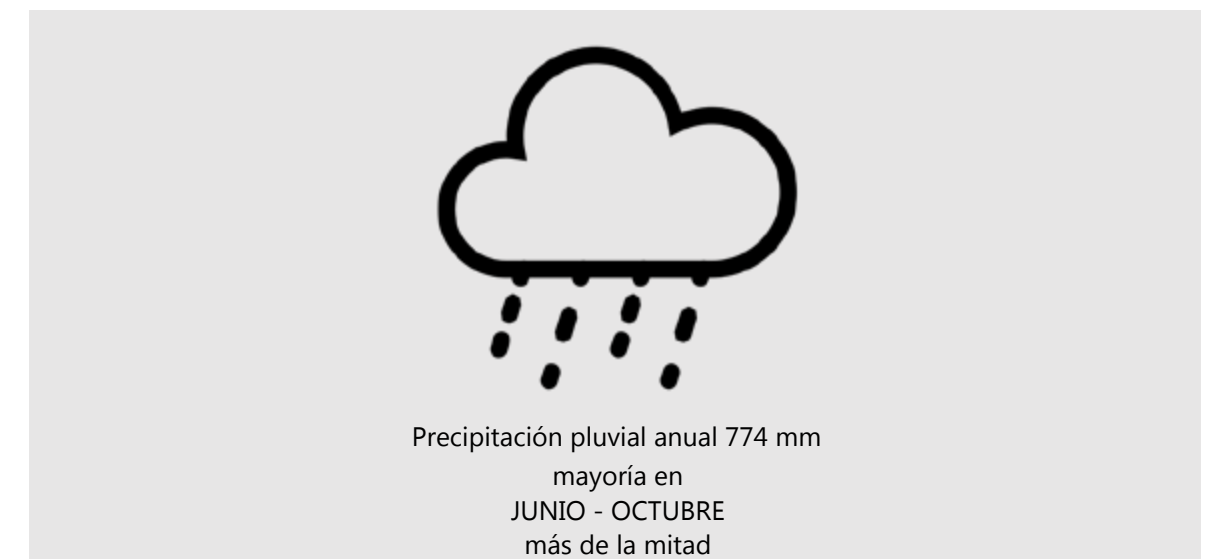 Precipitación pluvial anual 774 mm
mayoría en
JUNIO - OCTUBRE
más de la mitad